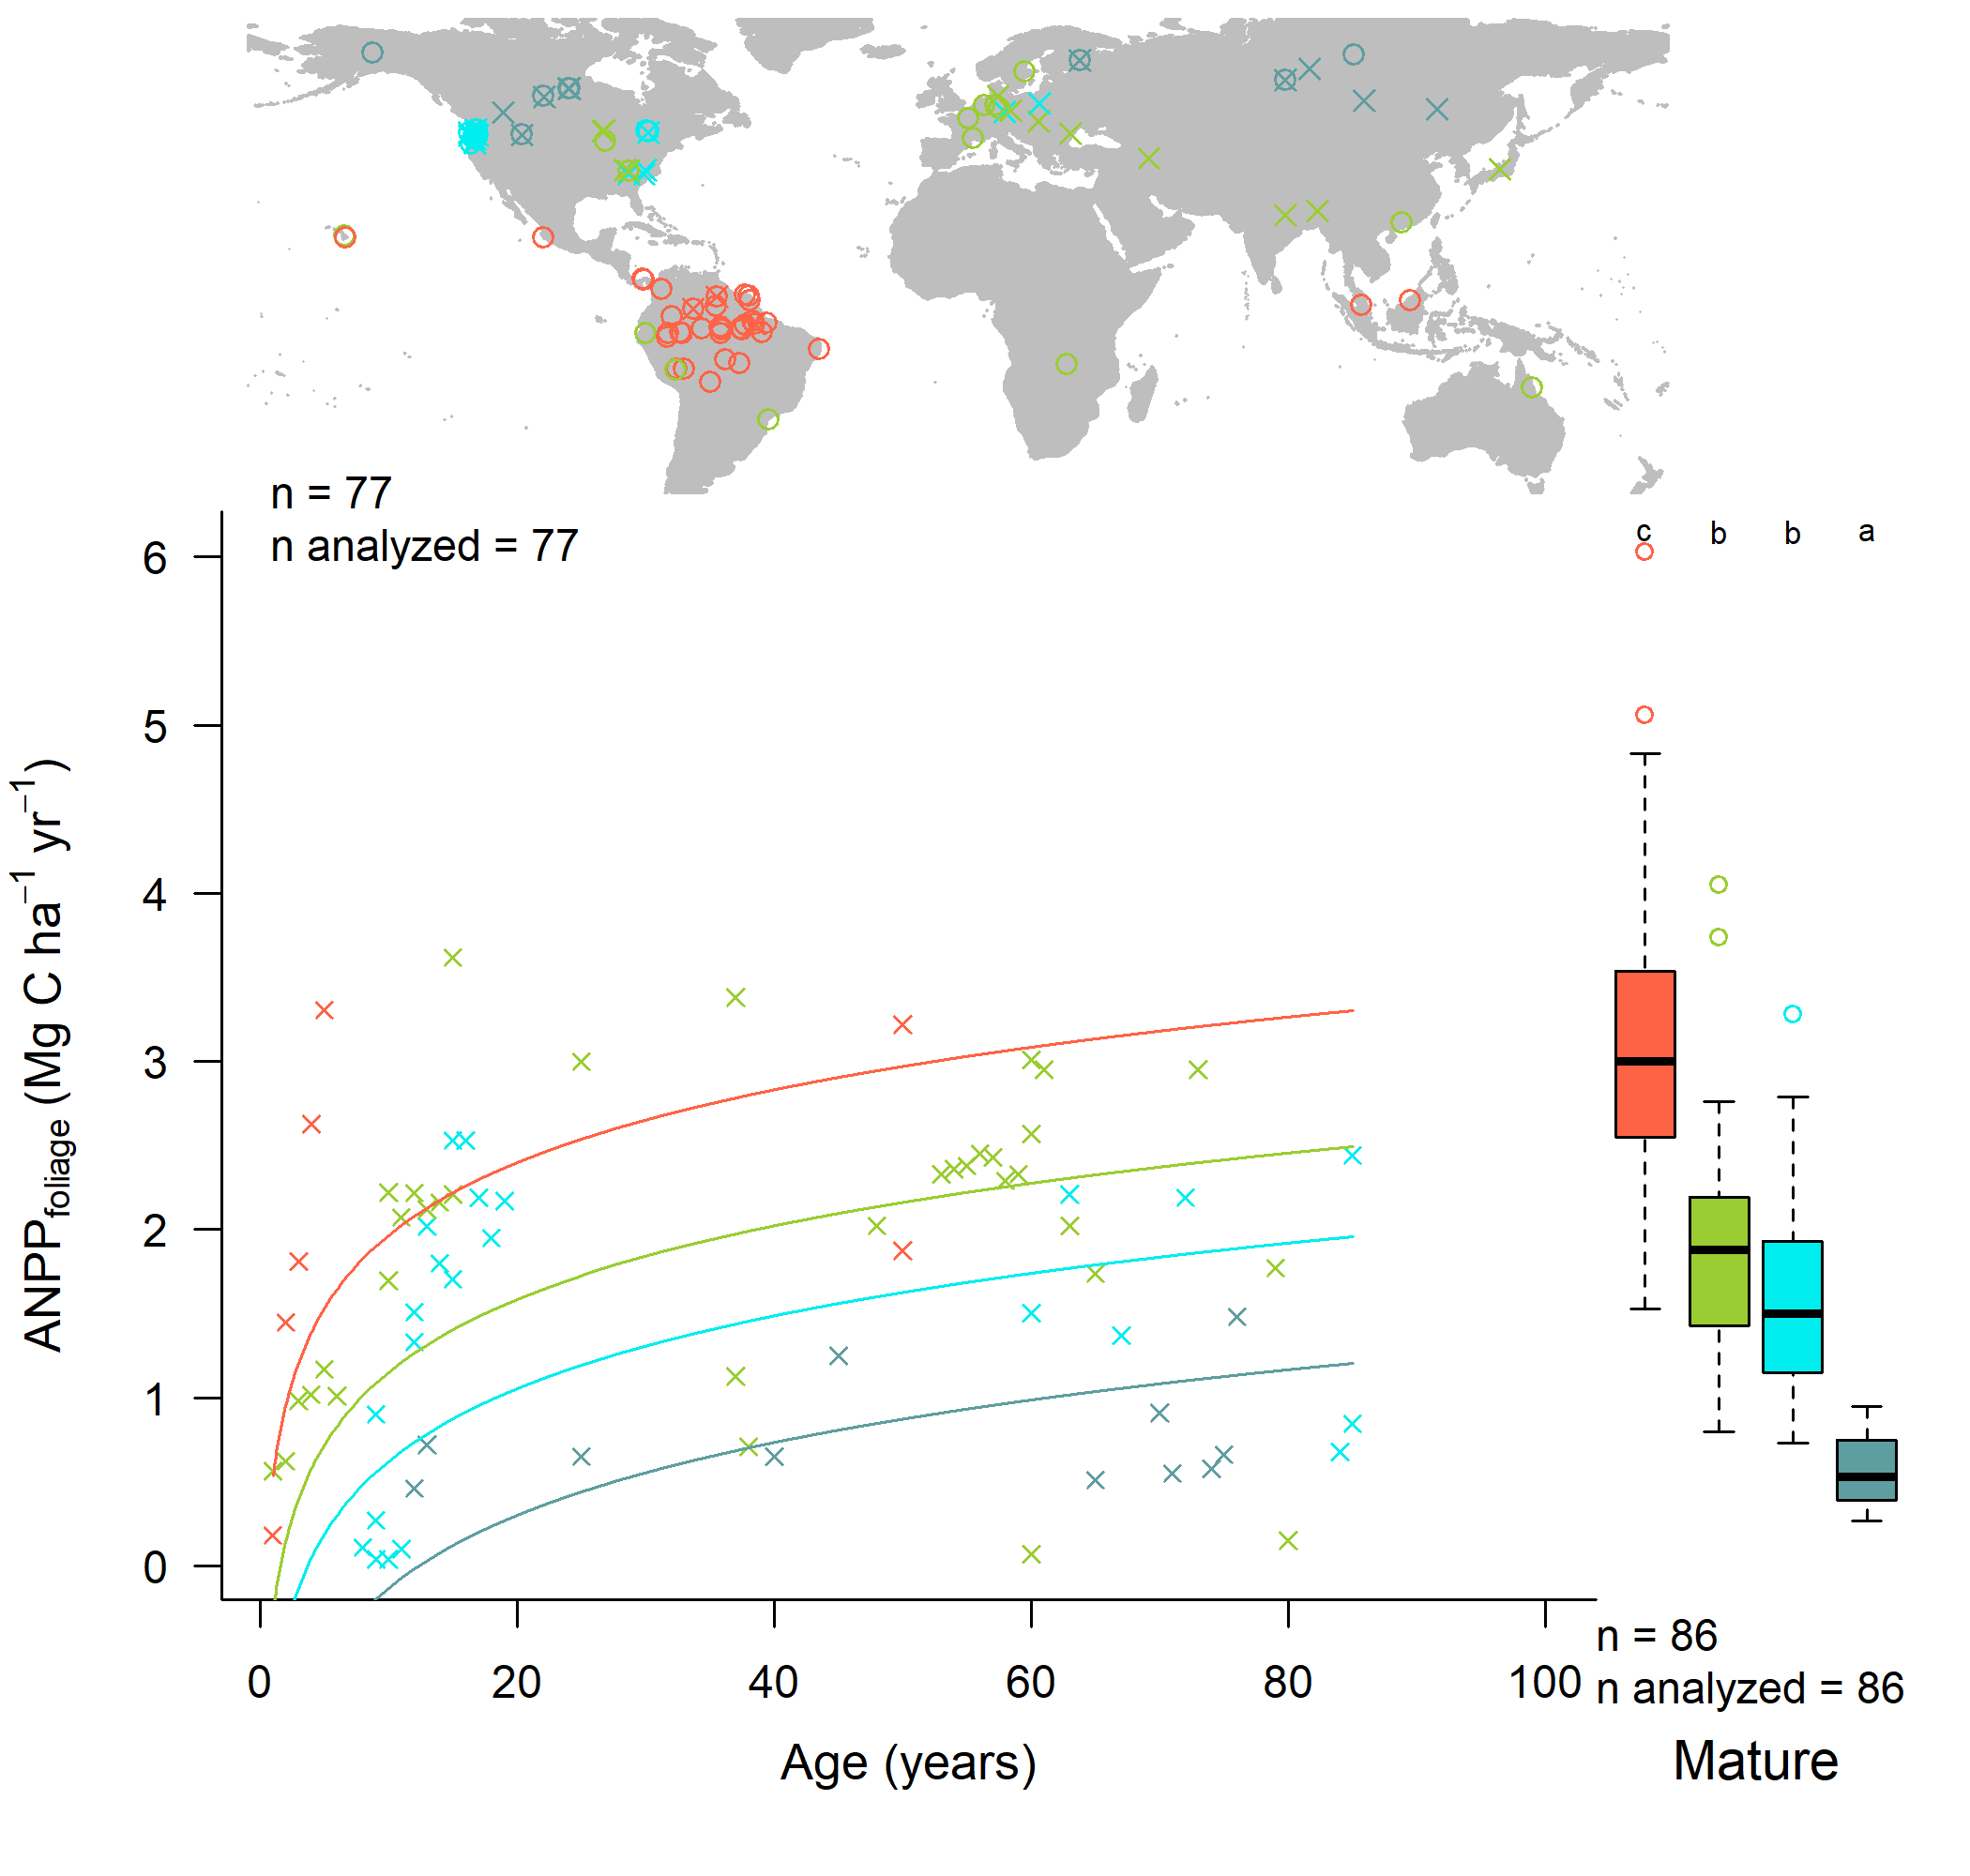 n = 77
n analyzed = 77
c b b a
6
5
4
3
2
1
0
ANPPfoliage (Mg C ha−1 yr−1)
0 20 40 60 80 100
Age (years)
n = 86
n analyzed = 86
Mature